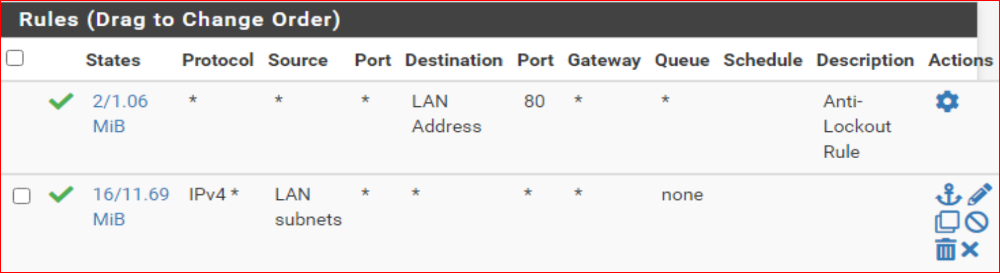 Rules (Drag to Change Order)
States Protocol Source Port Destination Port Gateway Queue Schedule Description Actions
2/1.06 MiB * * * LAN Address 80 * * Anti-Lockout Rule
16/11.69 MiB IPv4 * LAN subnets * * * * none